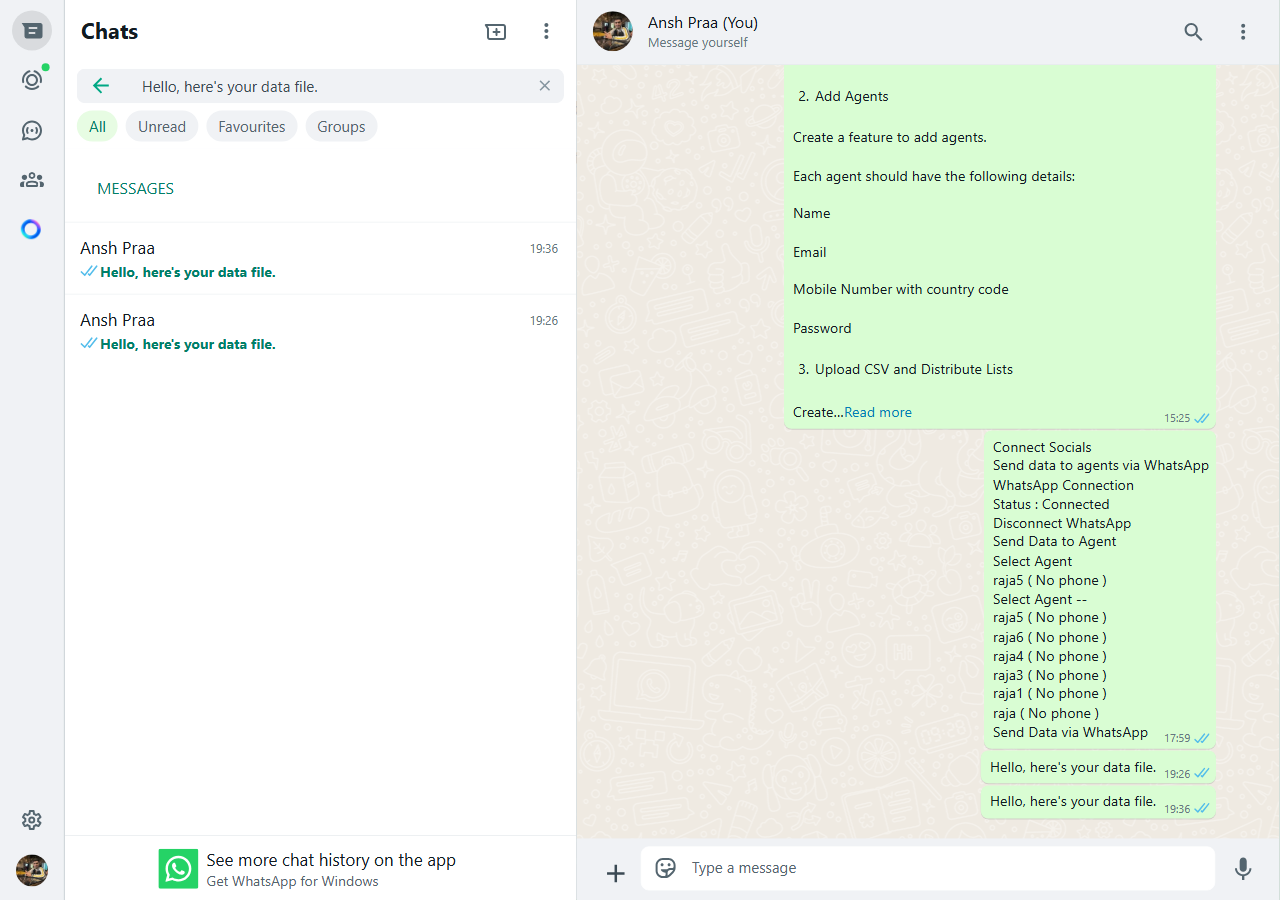 Chats
Hello, here's your data file.
All Unread Favourites Groups
MESSAGES
Ansh Praa 19:36
Hello, here's your data file.
Ansh Praa 19:26
Hello, here's your data file.
See more chat history on the app
Get WhatsApp for Windows
Ansh Praa (You)
Message yourself
2. Add Agents
Create a feature to add agents.
Each agent should have the following details:
Name
Email
Mobile Number with country code
Password
3. Upload CSV and Distribute Lists
Create...Read more 15:25
Connect Socials
Send data to agents via WhatsApp
WhatsApp Connection
Status : Connected
Disconnect WhatsApp
Send Data to Agent
Select Agent
raja5 ( No phone )
Select Agent --
raja5 ( No phone )
raja6 ( No phone )
raja4 ( No phone )
raja3 ( No phone )
raja1 ( No phone )
raja ( No phone )
Send Data via WhatsApp 17:59
Hello, here's your data file. 19:26
Hello, here's your data file. 19:36
Type a message